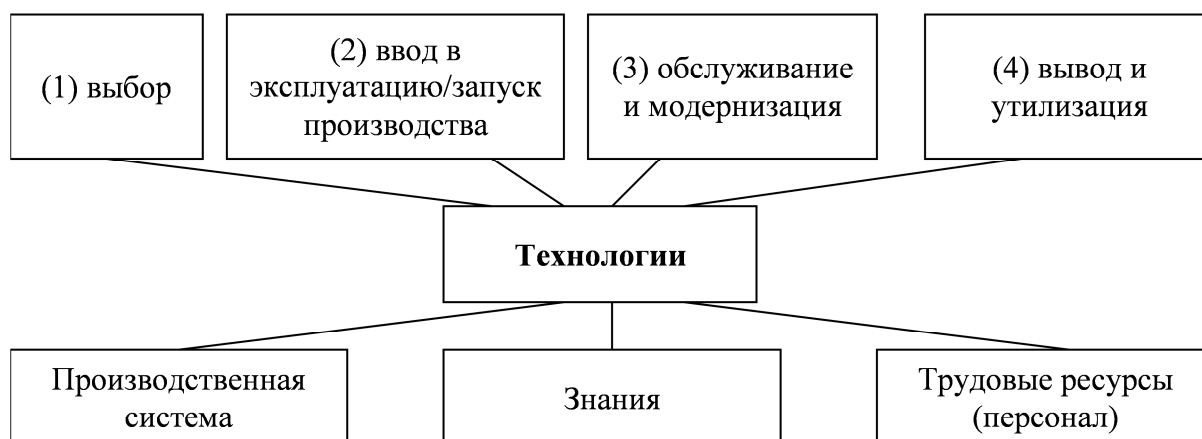 (1) выбор
(2) ввод в
эксплуатацию/запуск
производства
(3) обслуживание
и модернизация
(4) вывод и
утилизация
Технологии
Производственная
система
Знания
Трудовые ресурсы
(персонал)